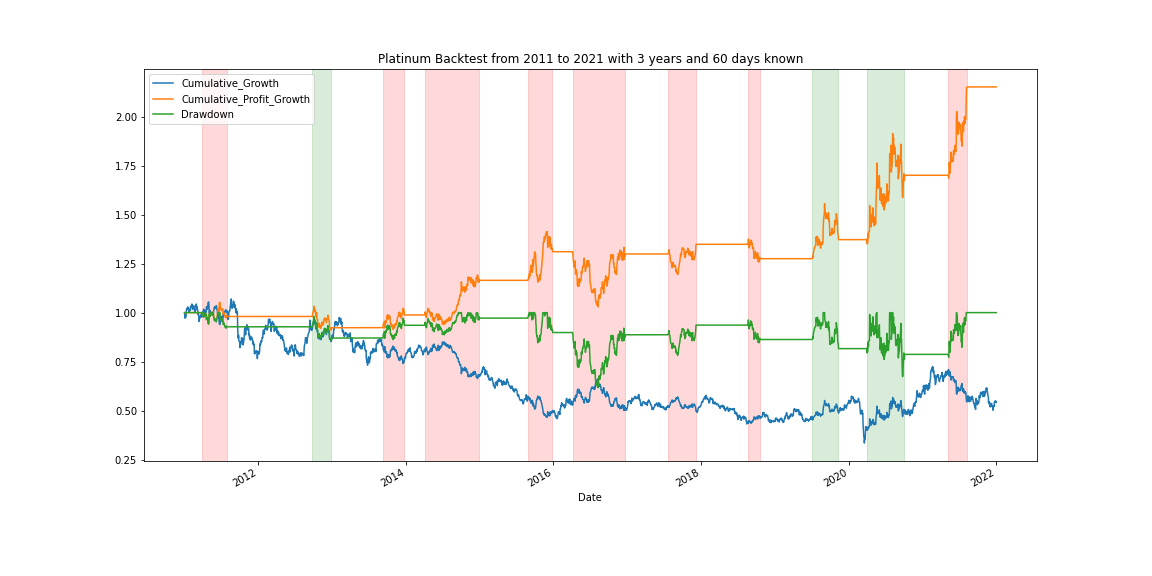 Platinum Backtest from 2011 to 2021 with 3 years and 60 days known
Cumulative_Growth
Cumulative_Profit_Growth
Drawdown
2.00
1.75
1.50
1.25
1.00
0.75
0.50
0.25
2012
2014
2016
2018
2020
2022
Date